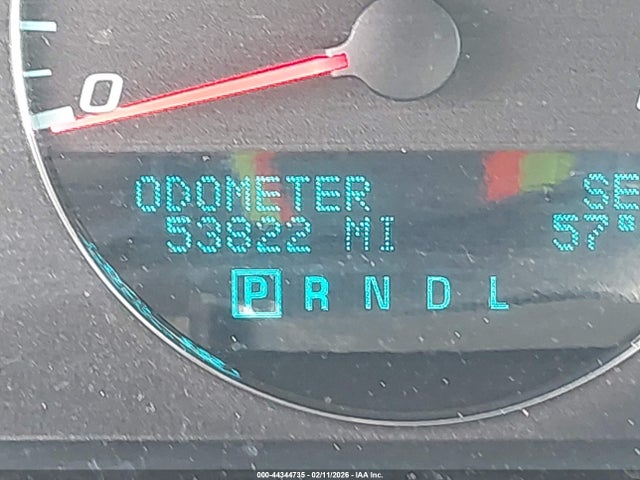 0
ODOMETER SE
53822 MI 57°
P R N D L
000-44344735 - 02/11/2026 - IAA Inc.